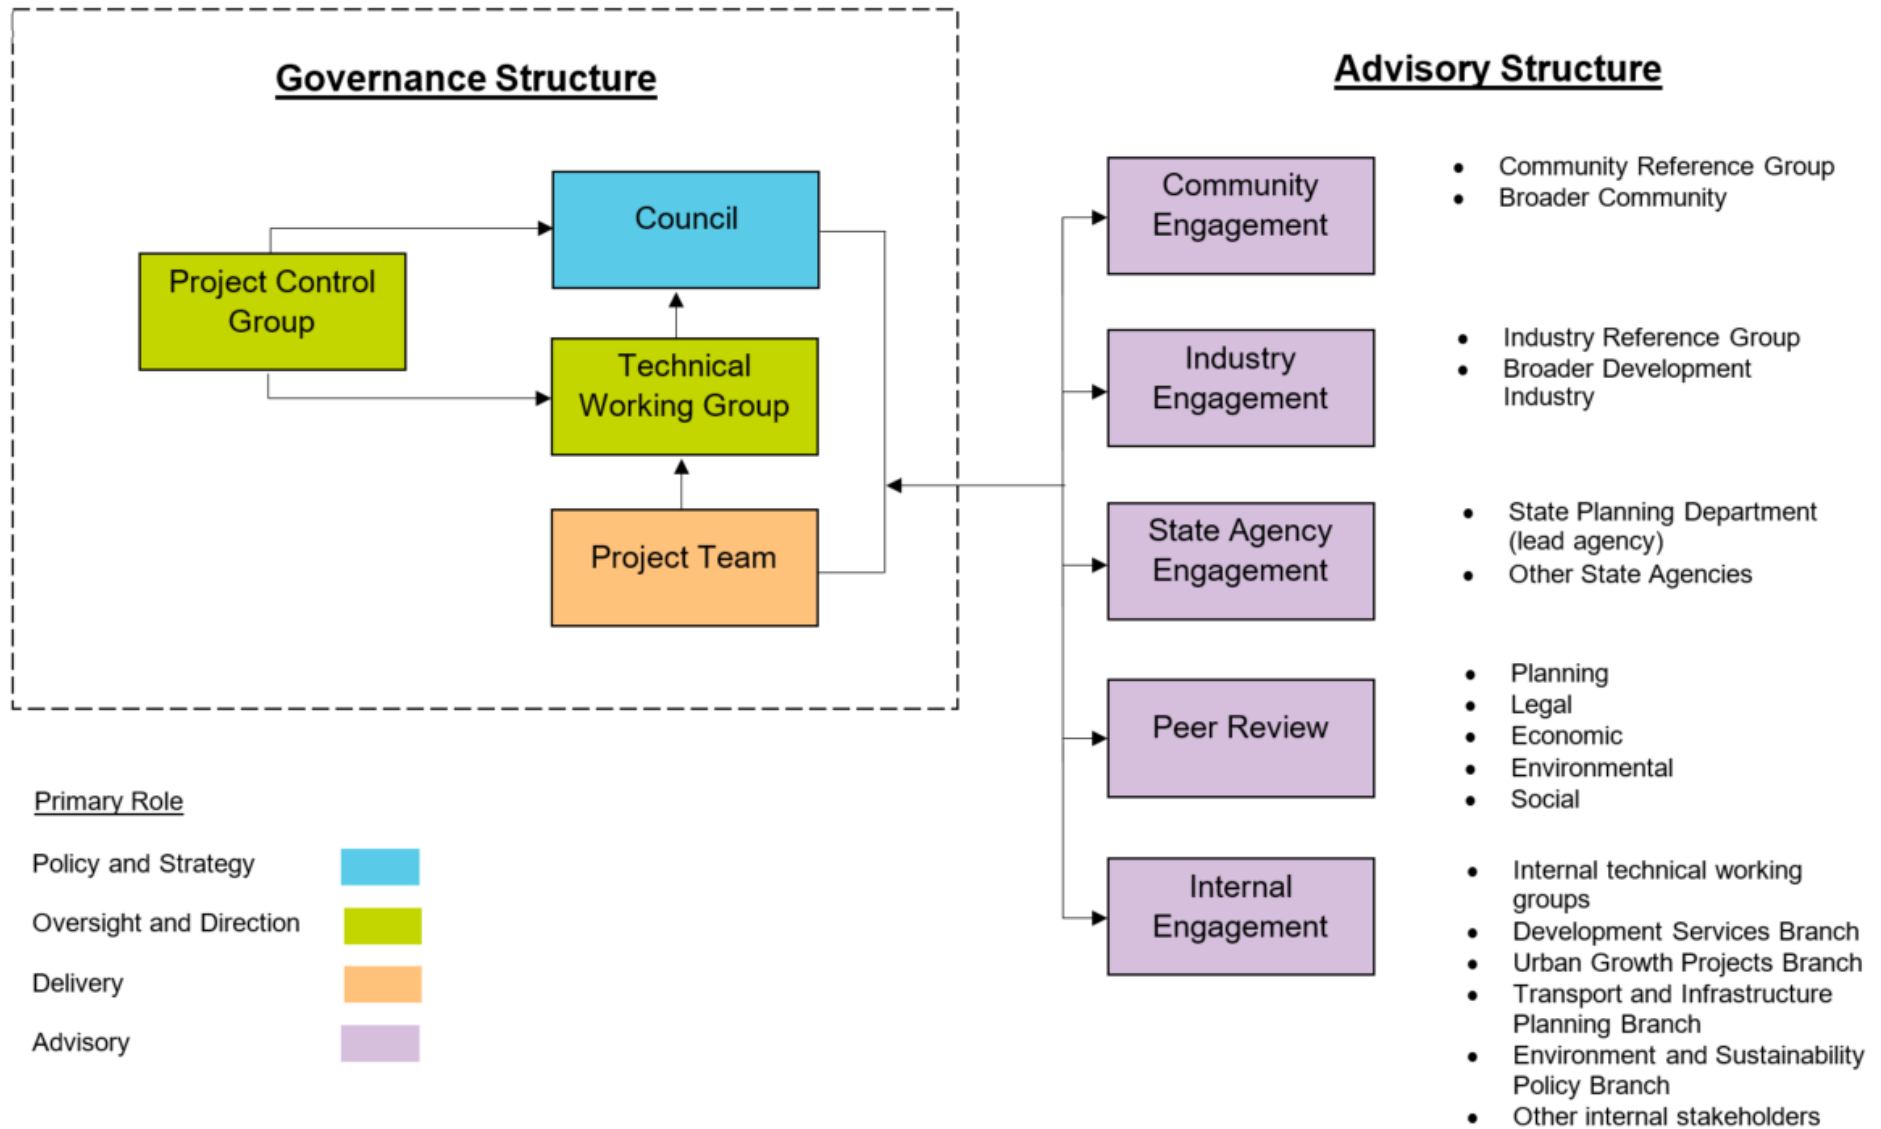 Governance Structure
Council
Project Control
Group
Technical
Working Group
Project Team
Advisory Structure
Community
Engagement
• Community Reference Group
• Broader Community
Industry
Engagement
• Industry Reference Group
• Broader Development
Industry
State Agency
Engagement
• State Planning Department
(lead agency)
• Other State Agencies
Peer Review
• Planning
• Legal
• Economic
• Environmental
• Social
Internal
Engagement
• Internal technical working
groups
• Development Services Branch
• Urban Growth Projects Branch
• Transport and Infrastructure
Planning Branch
• Environment and Sustainability
Policy Branch
• Other internal stakeholders
Primary Role
Policy and Strategy
Oversight and Direction
Delivery
Advisory